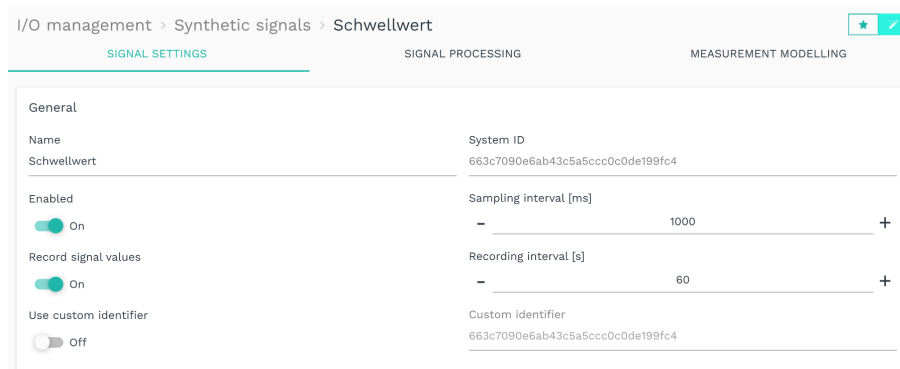 I/O management > Synthetic signals > Schwellwert
SIGNAL SETTINGS SIGNAL PROCESSING MEASUREMENT MODELLING
General
Name System ID
Schwellwert 663c7090e6ab43c5a5ccc0c0de199fc4
Enabled Sampling interval [ms]
On - 1000 +
Record signal values Recording interval [s]
On - 60 +
Use custom identifier Custom identifier
Off 663c7090e6ab43c5a5ccc0c0de199fc4